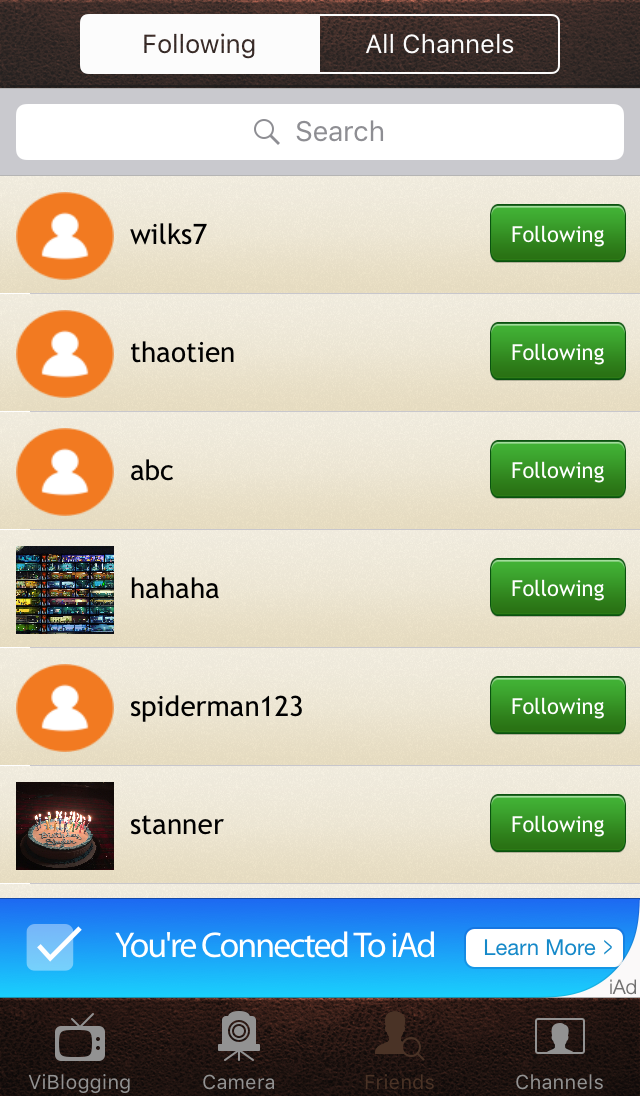 Following
All Channels
Search
wilks7
Following
thaotien
Following
abc
Following
hahaha
Following
spiderman123
Following
stanner
Following
You're Connected To iAd
Learn More >
iAd
ViBlogging
Camera
Friends
Channels